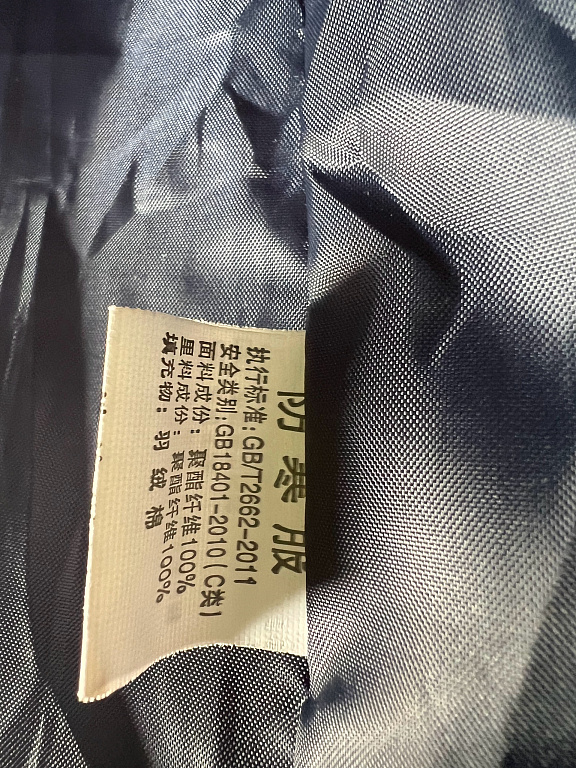 防寒服
执行标准:GB/T2662-2011
安全类别:GB18401-2010(C类)
面料成份: 聚酯纤维100%
里料成份: 聚酯纤维100%
填充物: 羽绒棉